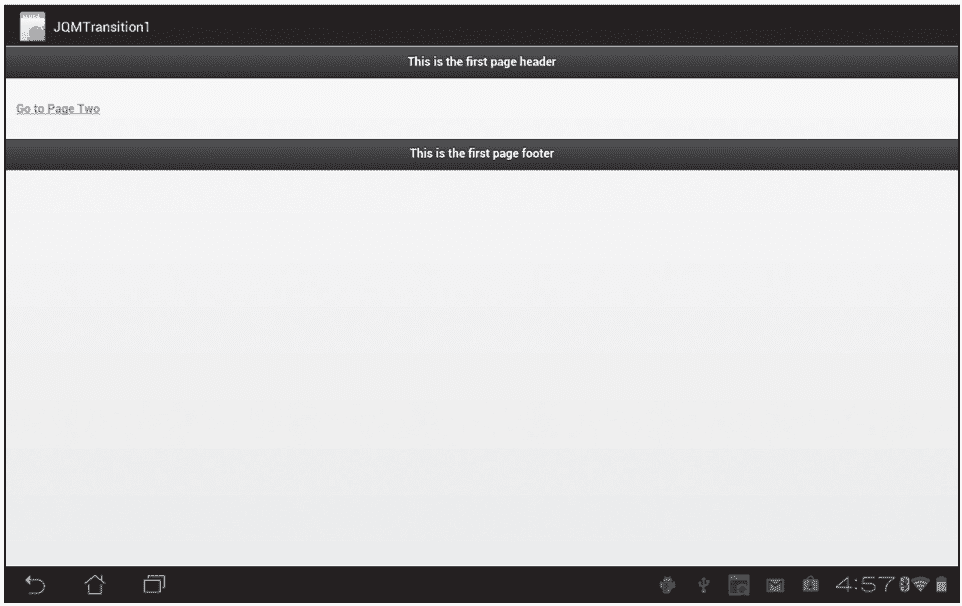 JQMTransition1
This is the first page header
Go to Page Two
This is the first page footer
4:57